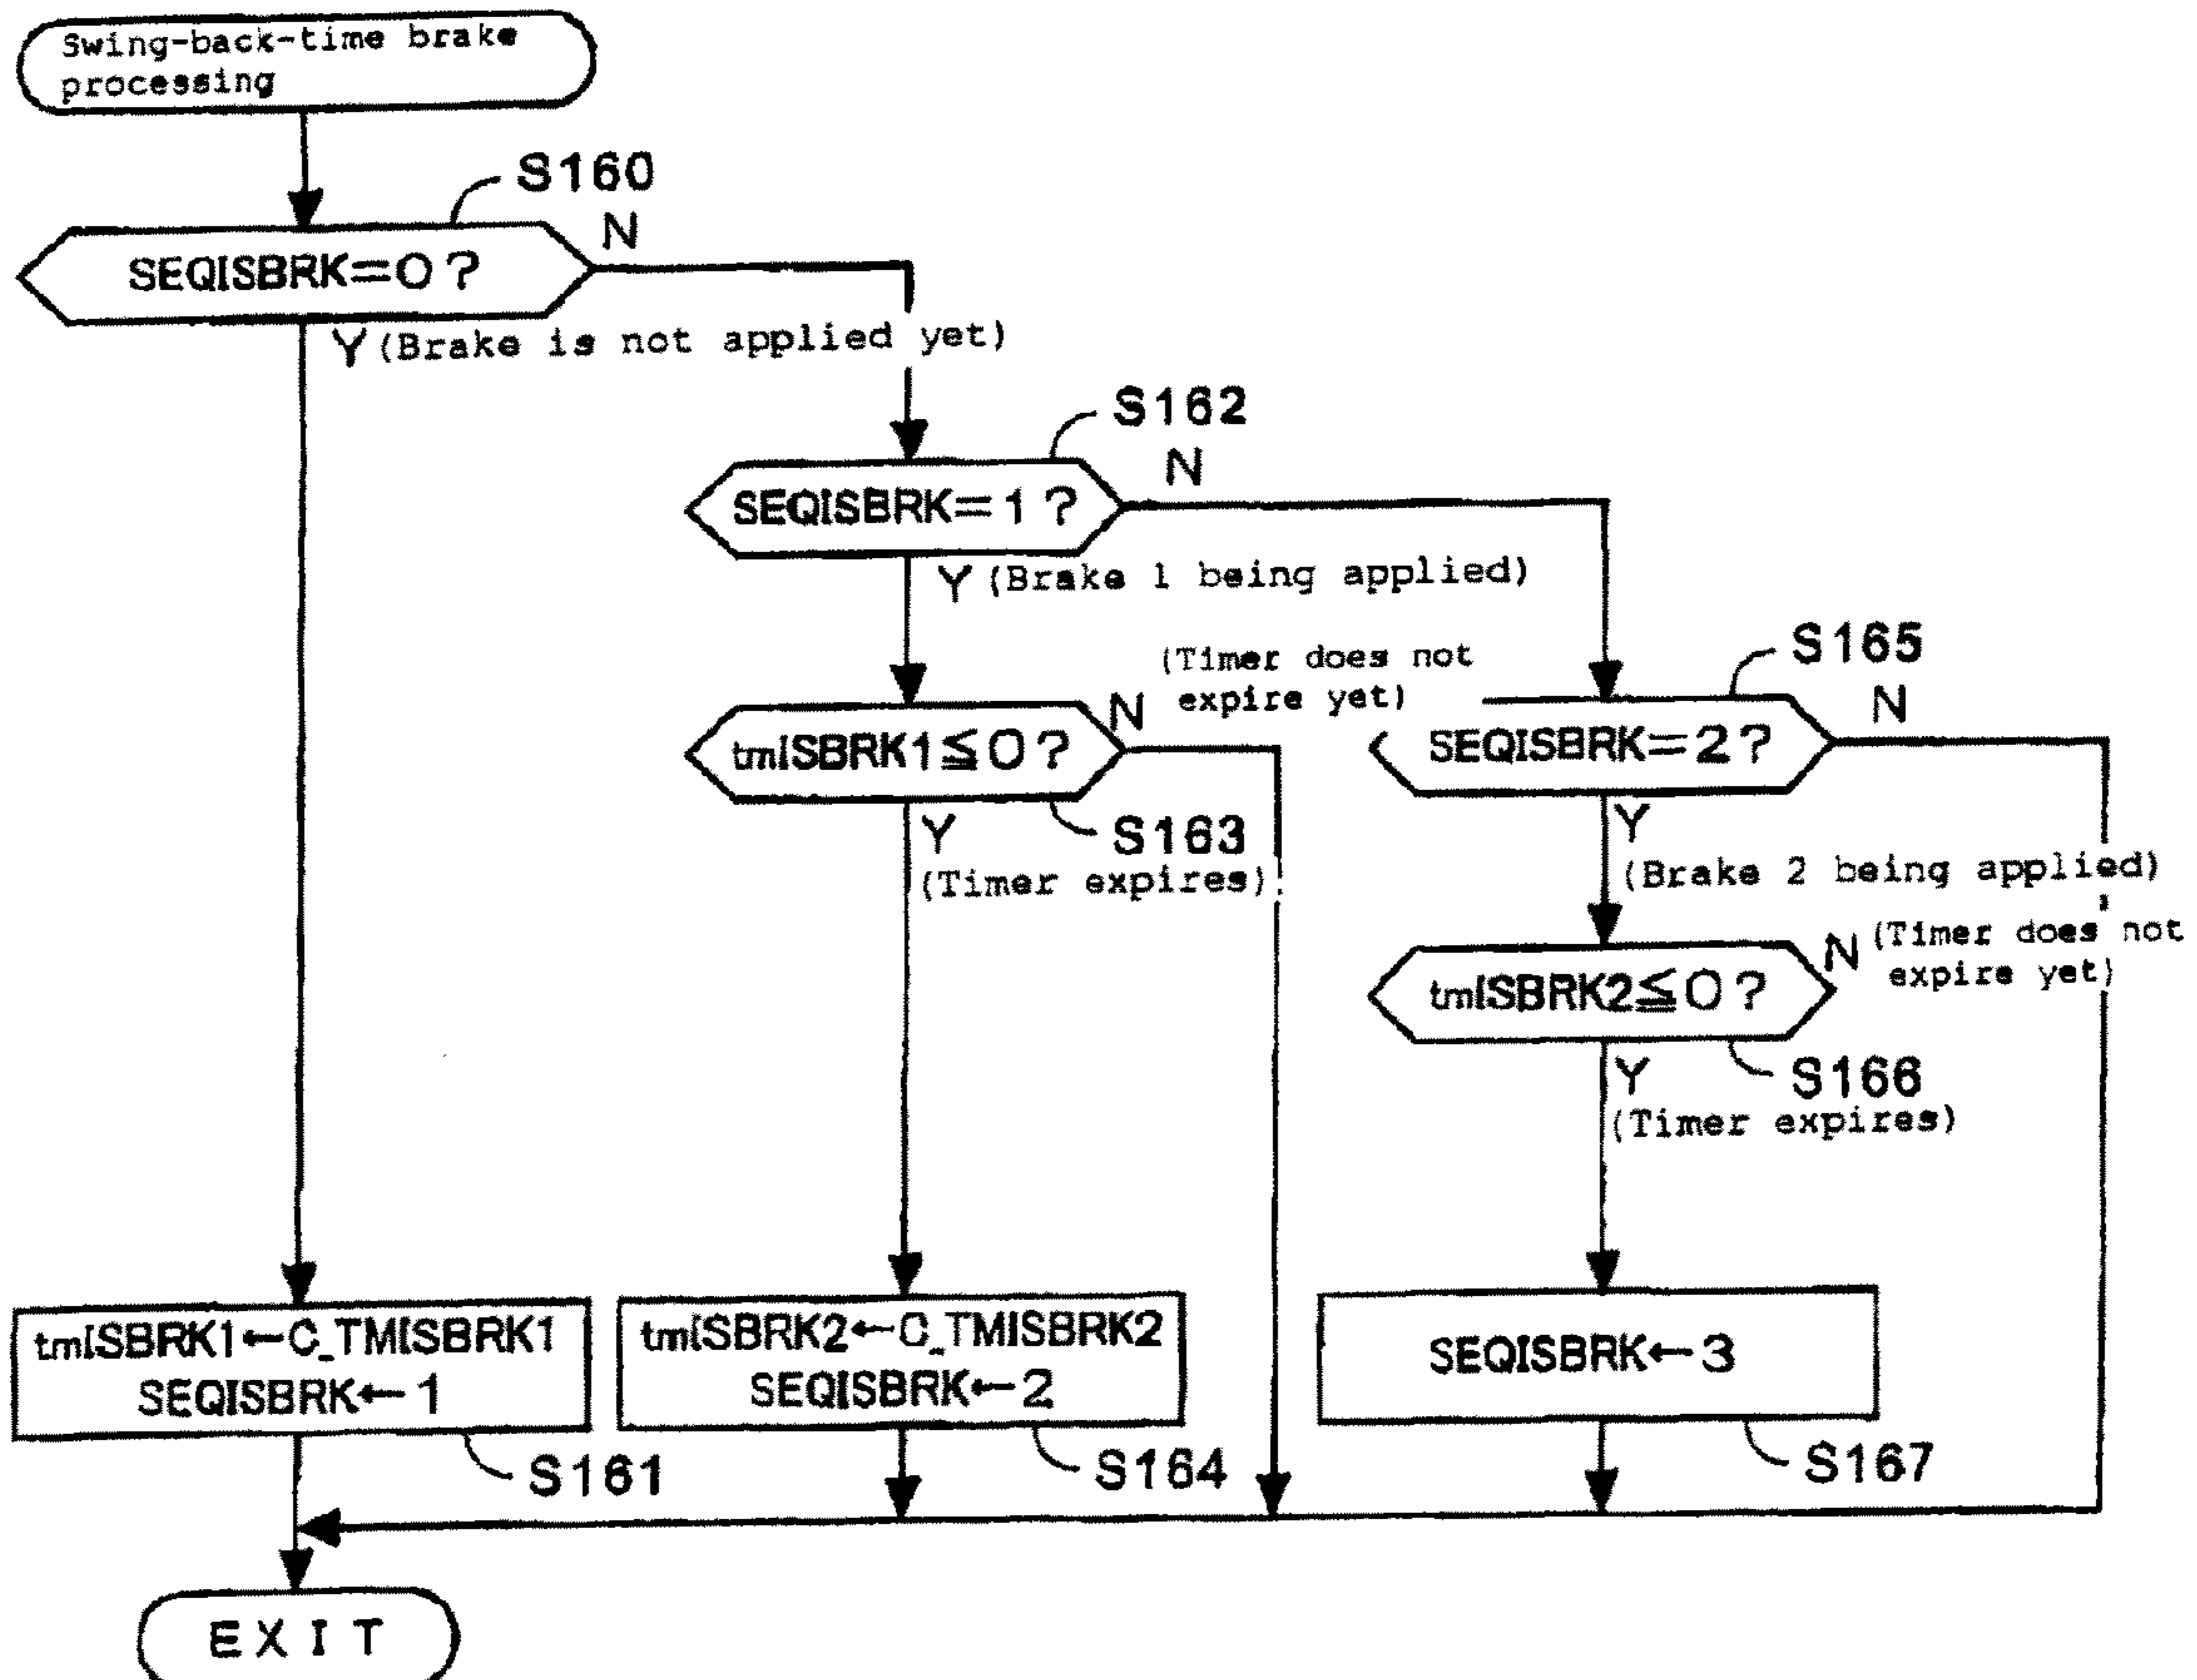 Swing-back-time brake
processing
S160
N
SEQISBRK=0?
Y (Brake is not applied yet)
S162
N
SEQISBRK=1?
Y (Brake 1 being applied)
(Timer does not
expire yet)
N
S165
N
tmISBRK1≦0?
SEQISBRK=2?
Y
S163
(Timer expires)
Y
(Brake 2 being applied)
N (Timer does not
expire yet)
tmISBRK2≦0?
Y
S166
(Timer expires)
tmISBRK1←C_TMISBRK1
SEQISBRK←1
S161
tmISBRK2←C_TMISBRK2
SEQISBRK←2
S164
SEQISBRK←3
S167
EXIT